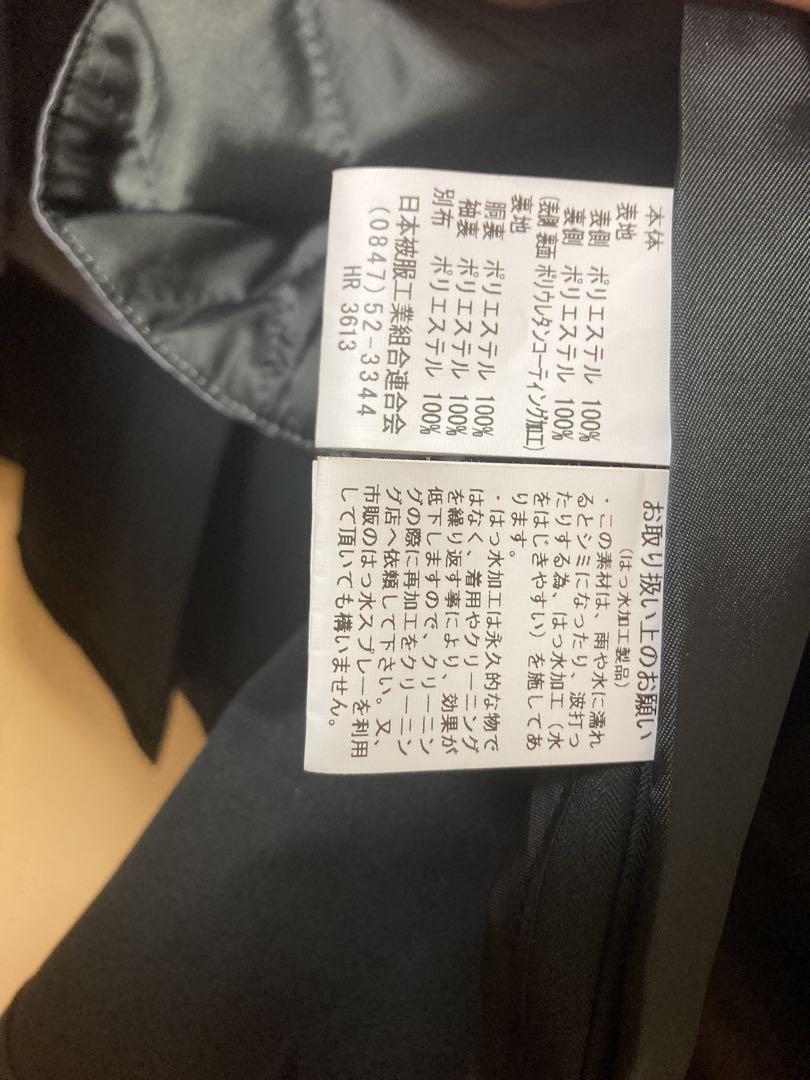 本体
表地
表側 ポリエステル 100%
裏側 ポリエステル 100%
(表側 裏面 ポリウレタンコーティング加工)
裏地
胴裏 ポリエステル 100%
袖裏 ポリエステル 100%
別布 ポリエステル 100%
日本被服工業組合連合会
(0847)52-3344
HR 3613
お取り扱い上のお願い
(はっ水加工製品)
・この素材は、雨や水に濡れ
るとシミになったり、波打っ
たりする為、はっ水加工(水
をはじきやすい)を施してあ
ります。
・はっ水加工は永久的な物で
はなく、着用やクリーニング
を繰り返す事により、効果が
低下しますので、クリーニン
グの際に再加工をクリーニン
グ店へ依頼して下さい。又、
市販のはっ水スプレーを利用
して頂いても構いません。